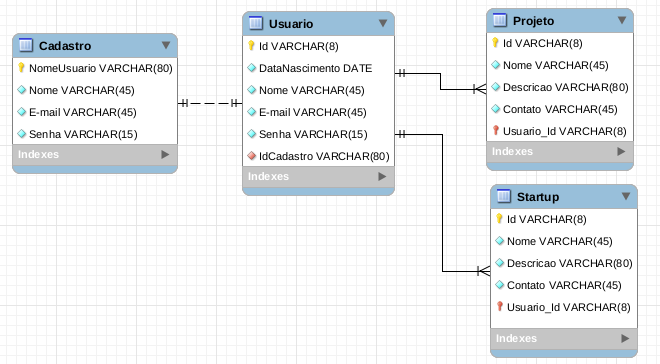 Cadastro
NomeUsuario VARCHAR(80)
Nome VARCHAR(45)
E-mail VARCHAR(45)
Senha VARCHAR(15)
Indexes
Usuario
Id VARCHAR(8)
DataNascimento DATE
Nome VARCHAR(45)
E-mail VARCHAR(45)
Senha VARCHAR(15)
IdCadastro VARCHAR(80)
Indexes
Projeto
Id VARCHAR(8)
Nome VARCHAR(45)
Descricao VARCHAR(80)
Contato VARCHAR(45)
Usuario_Id VARCHAR(8)
Indexes
Startup
Id VARCHAR(8)
Nome VARCHAR(45)
Descricao VARCHAR(80)
Contato VARCHAR(45)
Usuario_Id VARCHAR(8)
Indexes